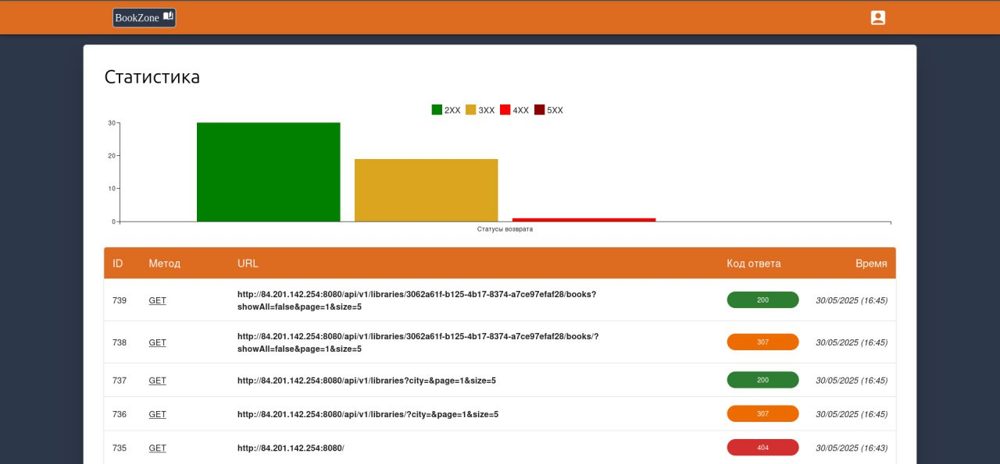 BookZone
Статистика
2XX 3XX 4XX 5XX
30
20
10
0
Статусы возврата
ID Метод URL Код ответа Время
739 GET http://84.201.142.254:8080/api/v1/libraries/3062a61f-b125-4b17-8374-a7ce97efaf28/books? 200 30/05/2025 (16:45)
showAll=false&page=1&size=5
738 GET http://84.201.142.254:8080/api/v1/libraries/3062a61f-b125-4b17-8374-a7ce97efaf28/books/? 307 30/05/2025 (16:45)
showAll=false&page=1&size=5
737 GET http://84.201.142.254:8080/api/v1/libraries?city=&page=1&size=5 200 30/05/2025 (16:45)
736 GET http://84.201.142.254:8080/api/v1/libraries/?city=&page=1&size=5 307 30/05/2025 (16:45)
735 GET http://84.201.142.254:8080/ 404 30/05/2025 (16:43)